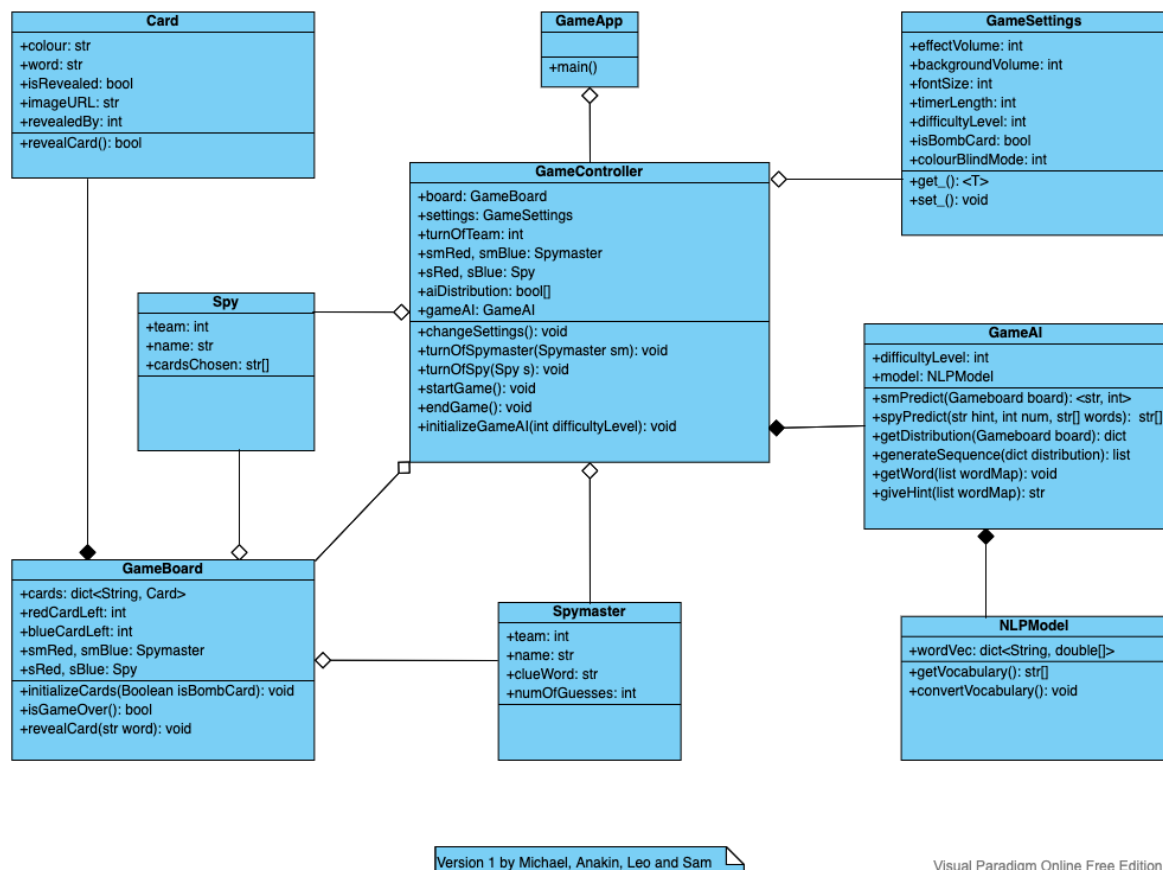 Card
+colour: str
+word: str
+isRevealed: bool
+imageURL: str
+revealedBy: int
+revealCard(): bool
GameApp
+main()
GameSettings
+effectVolume: int
+backgroundVolume: int
+fontSize: int
+timerLength: int
+difficultyLevel: int
+isBombCard: bool
+colourBlindMode: int
+get_(): <T>
+set_(): void
GameController
+board: GameBoard
+settings: GameSettings
+turnOfTeam: int
+smRed, smBlue: Spymaster
+sRed, sBlue: Spy
+aiDistribution: bool[]
+gameAI: GameAI
+changeSettings(): void
+turnOfSpymaster(Spymaster sm): void
+turnOfSpy(Spy s): void
+startGame(): void
+endGame(): void
+initializeGameAI(int difficultyLevel): void
Spy
+team: int
+name: str
+cardsChosen: str[]
GameAI
+difficultyLevel: int
+model: NLPModel
+smPredict(Gameboard board): <str, int>
+spyPredict(str hint, int num, str[] words): str[]
+getDistribution(Gameboard board): dict
+generateSequence(dict distribution): list
+getWord(list wordMap): void
+giveHint(list wordMap): str
GameBoard
+cards: dict<String, Card>
+redCardLeft: int
+blueCardLeft: int
+smRed, smBlue: Spymaster
+sRed, sBlue: Spy
+initializeCards(Boolean isBombCard): void
+isGameOver(): bool
+revealCard(str word): void
Spymaster
+team: int
+name: str
+clueWord: str
+numOfGuesses: int
NLPModel
+wordVec: dict<String, double[]>
+getVocabulary(): str[]
+convertVocabulary(): void
Version 1 by Michael, Anakin, Leo and Sam
Visual Paradigm Online Free Edition